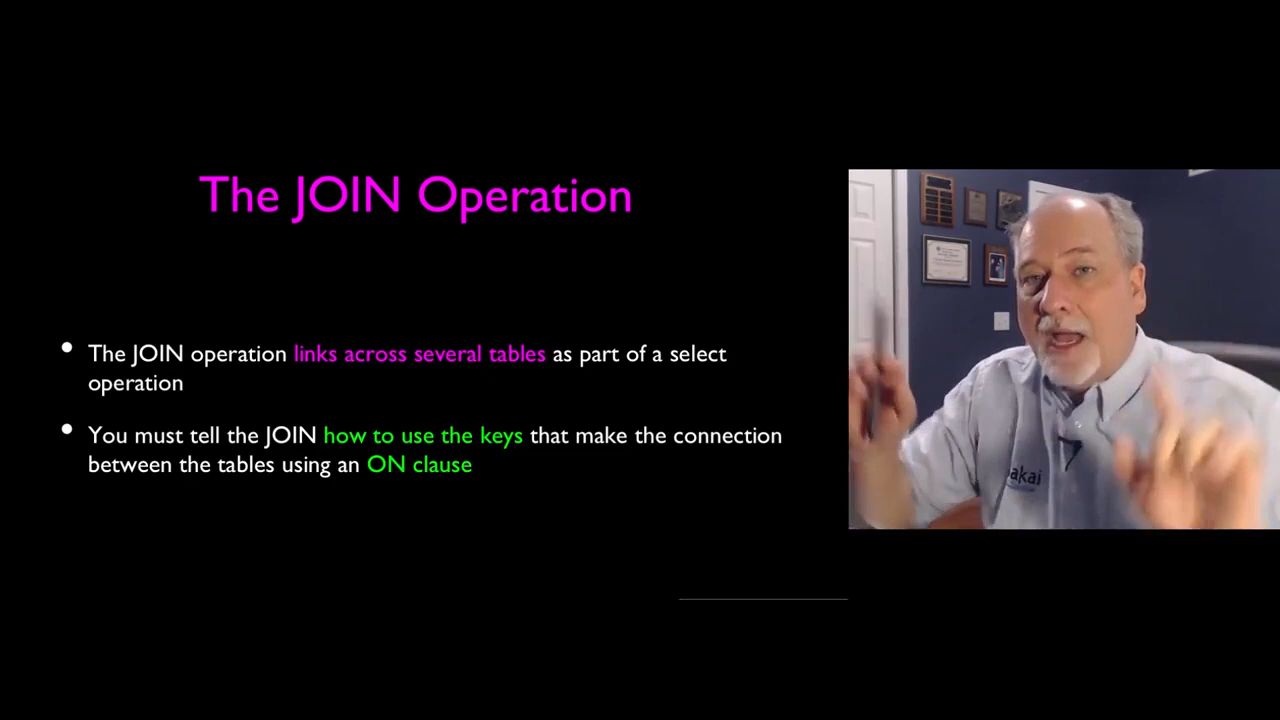 The JOIN Operation
• The JOIN operation links across several tables as part of a select
operation
• You must tell the JOIN how to use the keys that make the connection
between the tables using an ON clause
akai